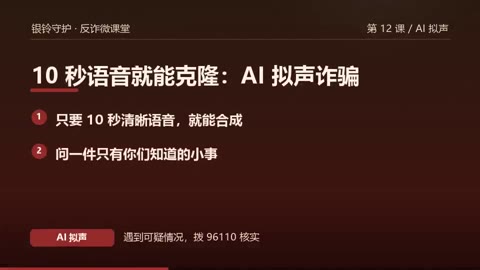 银铃守护 · 反诈微课堂
第 12 课 / AI 拟声
10 秒语音就能克隆：AI 拟声诈骗
1 只要 10 秒清晰语音，就能合成
2 问一件只有你们知道的小事
AI 拟声
遇到可疑情况，拨 96110 核实